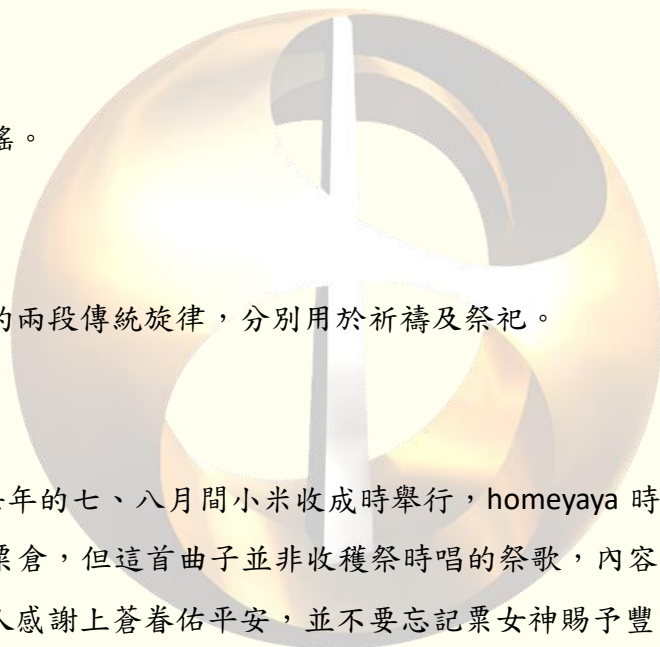 謠。
的兩段傳統旋律，分別用於祈禱及祭祀。
年的七、八月間小米收成時舉行，homeyaya 時
粟倉，但這首曲子並非收穫祭時唱的祭歌，內容
人感謝上蒼眷佑平安，並不要忘記粟女神賜予豐